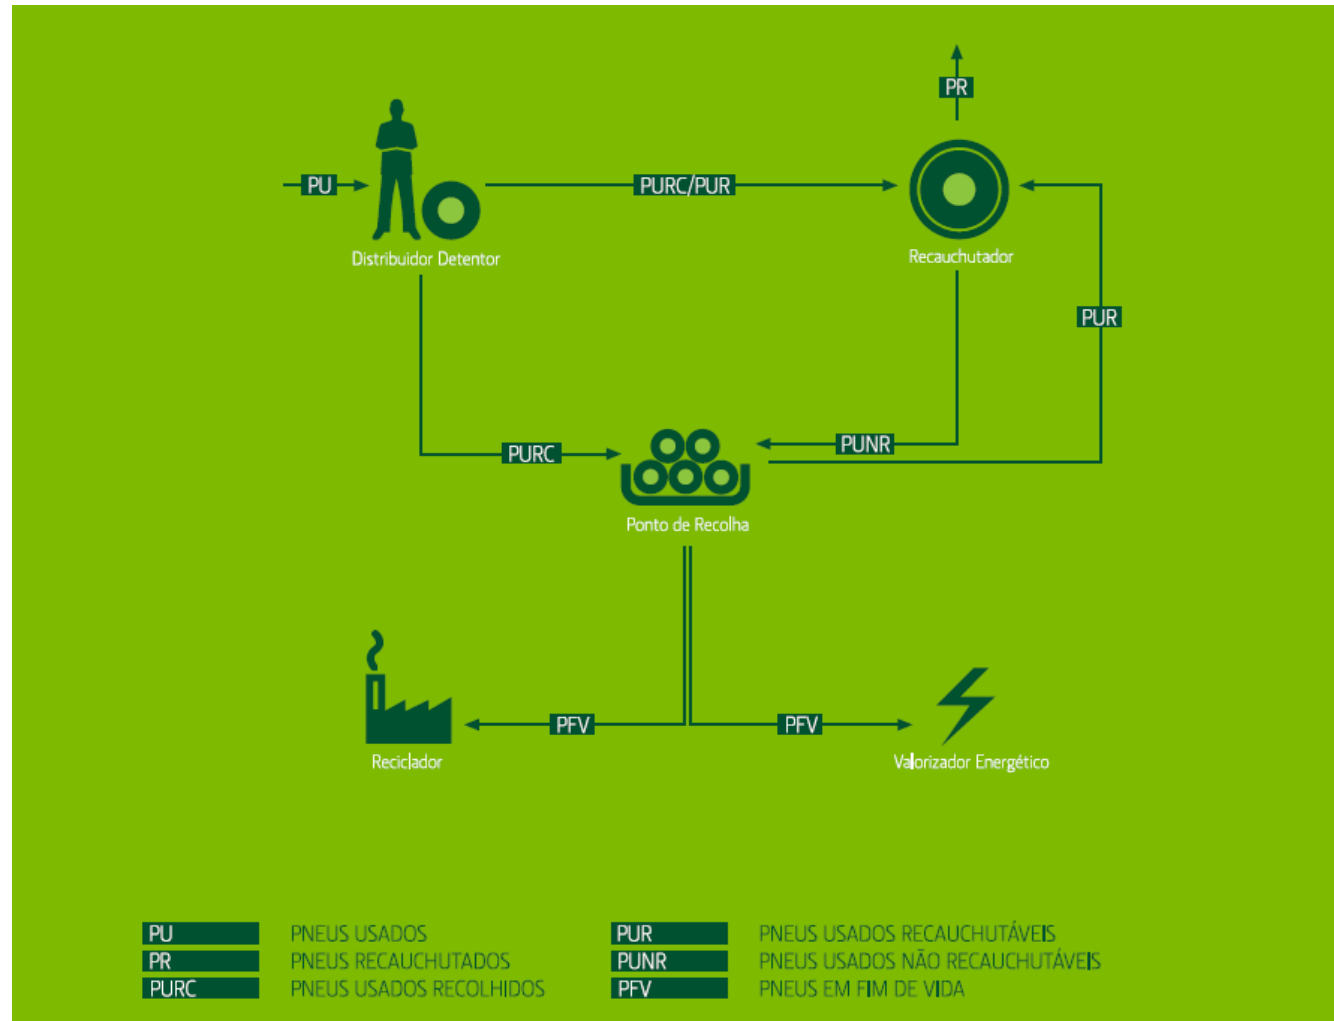 PR
PU
PURC/PUR
Distribuidor Detentor
Recauchutador
PUR
PURC
PUNR
Ponto de Recolha
PFV
PFV
Reciclador
Valorizador Energético
PU PNEUS USADOS
PR PNEUS RECAUCHUTADOS
PURC PNEUS USADOS RECOLHIDOS
PUR PNEUS USADOS RECAUCHUTÁVEIS
PUNR PNEUS USADOS NÃO RECAUCHUTÁVEIS
PFV PNEUS EM FIM DE VIDA